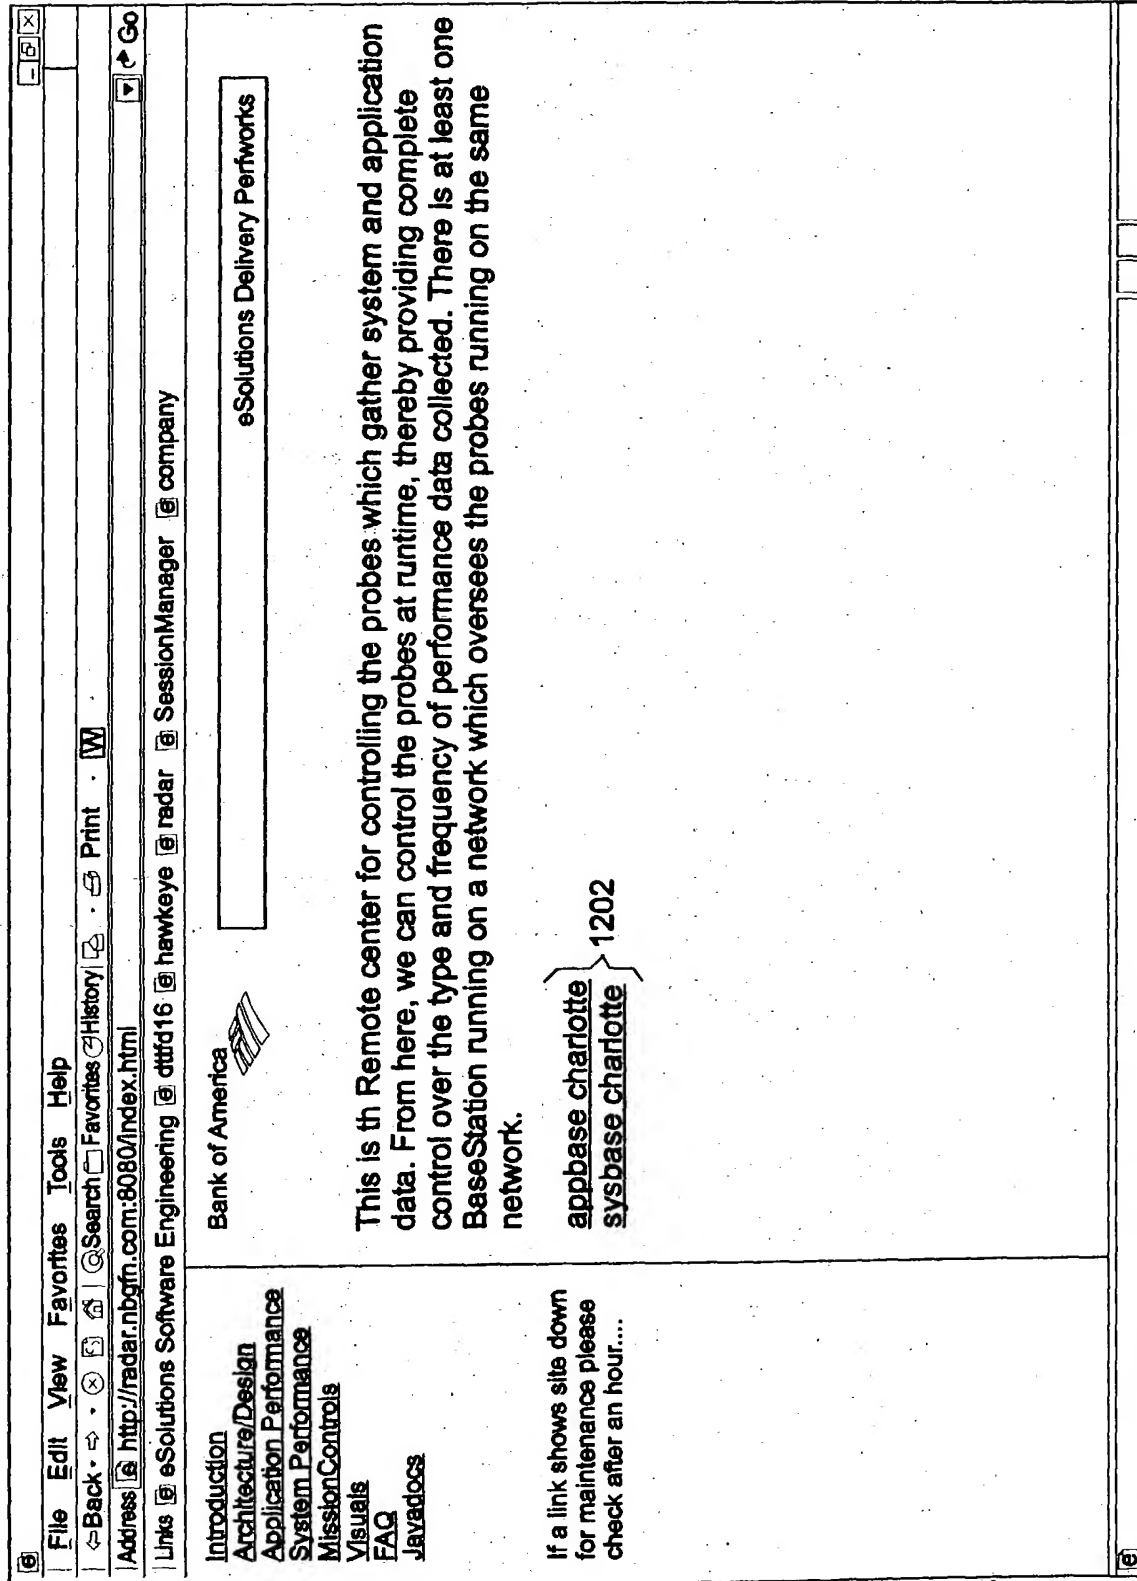 File Edit View Favorites Tools Help
Back Search Favorites History Print W
Address http://radar.nbgfn.com:8080/index.html Go
Links eSolutions Software Engineering dttfd16 hawkeye radar SessionManager company
Introduction
Architecture/Design
Application Performance
System Performance
MissionControls
Visuals
FAQ
Javadocs
If a link shows site down
for maintenance please
check after an hour....
Bank of America
eSolutions Delivery Perfworks
This is th Remote center for controlling the probes which gather system and application
data. From here, we can control the probes at runtime, thereby providing complete
control over the type and frequency of performance data collected. There is at least one
BaseStation running on a network which oversees the probes running on the same
network.
appbase charlotte
sysbase charlotte
1202